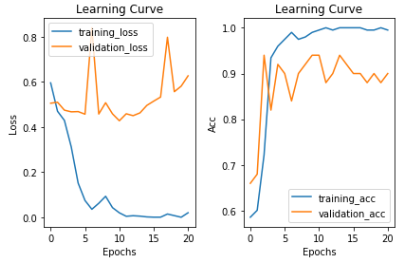 Learning Curve
training_loss
validation_loss
Loss
0.8
0.6
0.4
0.2
0.0
0
5
10
15
20
Epochs
Learning Curve
Acc
1.0
0.9
0.8
0.7
0.6
training_acc
validation_acc
0
5
10
15
20
Epochs